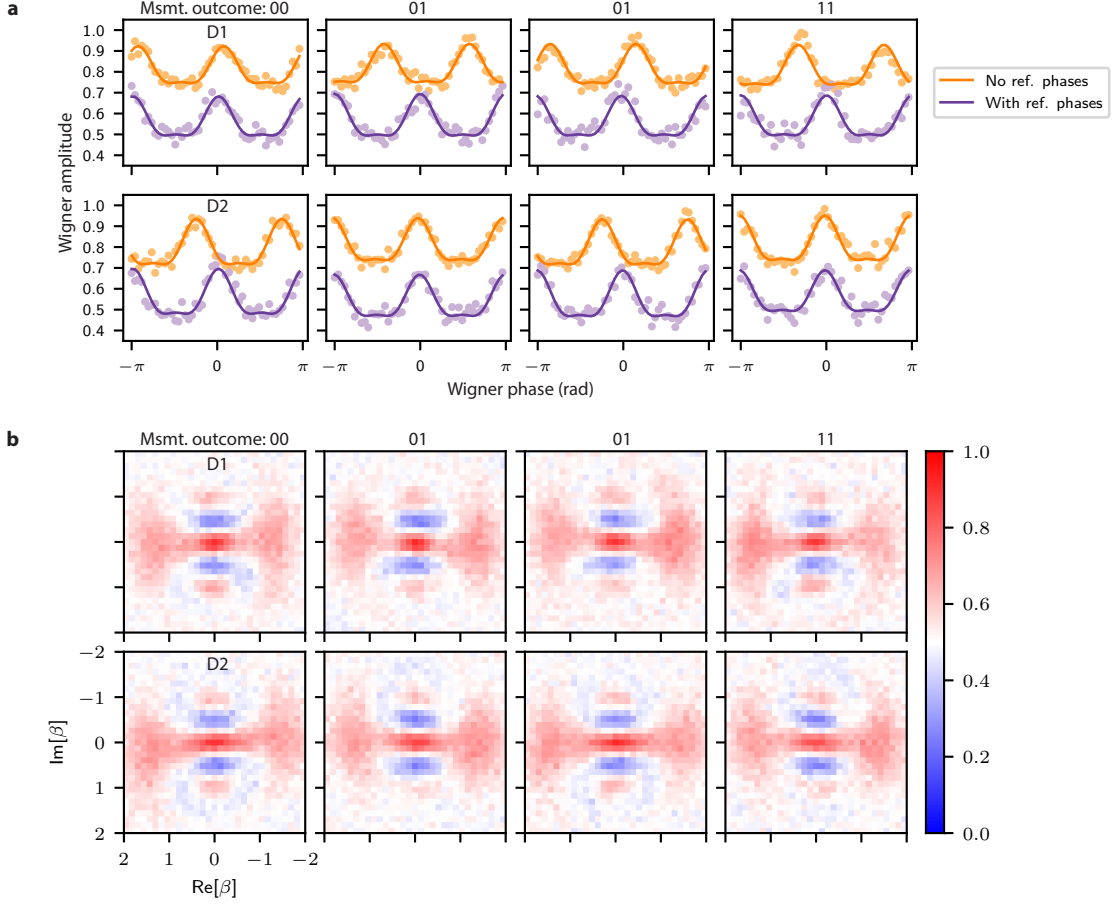 a
Msmt. outcome: 00 01 01 11
D1
1.0
0.9
0.8
0.7
0.6
0.5
0.4
No ref. phases
With ref. phases
Wigner amplitude
D2
1.0
0.9
0.8
0.7
0.6
0.5
0.4
−π 0 π −π 0 π −π 0 π −π 0 π
Wigner phase (rad)
b
Msmt. outcome: 00 01 01 11
D1
1.0
0.8
0.6
0.4
0.2
0.0
D2
−2
−1
0
1
2
Im[β]
2 1 0 −1 −2
Re[β]